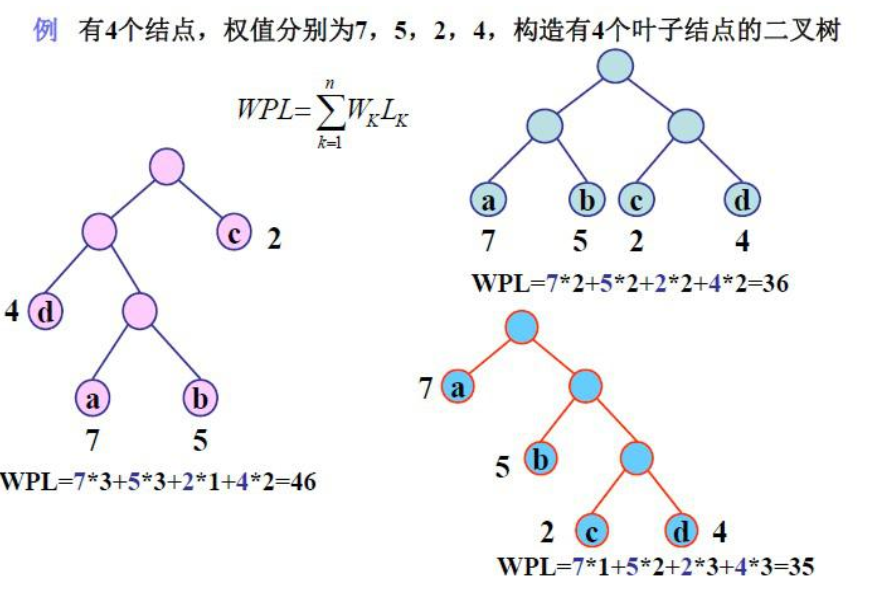 例 有4个结点，权值分别为7，5，2，4，构造有4个叶子结点的二叉树
WPL=∑WKLK
n
k=1
c 2
4 d
a b
7 5
WPL=7*3+5*3+2*1+4*2=46
a b c d
7 5 2 4
WPL=7*2+5*2+2*2+4*2=36
7 a
5 b
2 c d 4
WPL=7*1+5*2+2*3+4*3=35